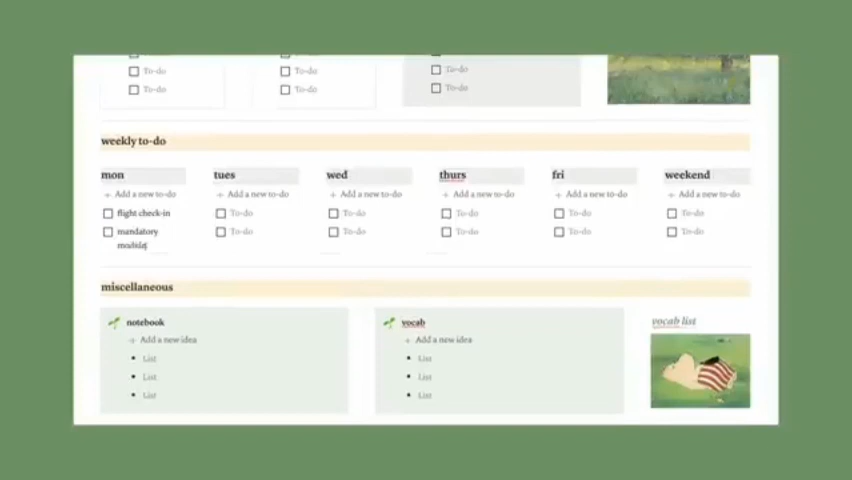 To-do To-do To-do
To-do To-do To-do
weekly to-do
mon tues wed thurs fri weekend
+ Add a new to-do + Add a new to-do + Add a new to-do + Add a new to-do + Add a new to-do + Add a new to-do
flight check-in To-do To-do To-do To-do To-do
mandatory To-do To-do To-do To-do To-do
miscellaneous
notebook vocab vocab list
+ Add a new idea + Add a new idea
List List
List List
List List